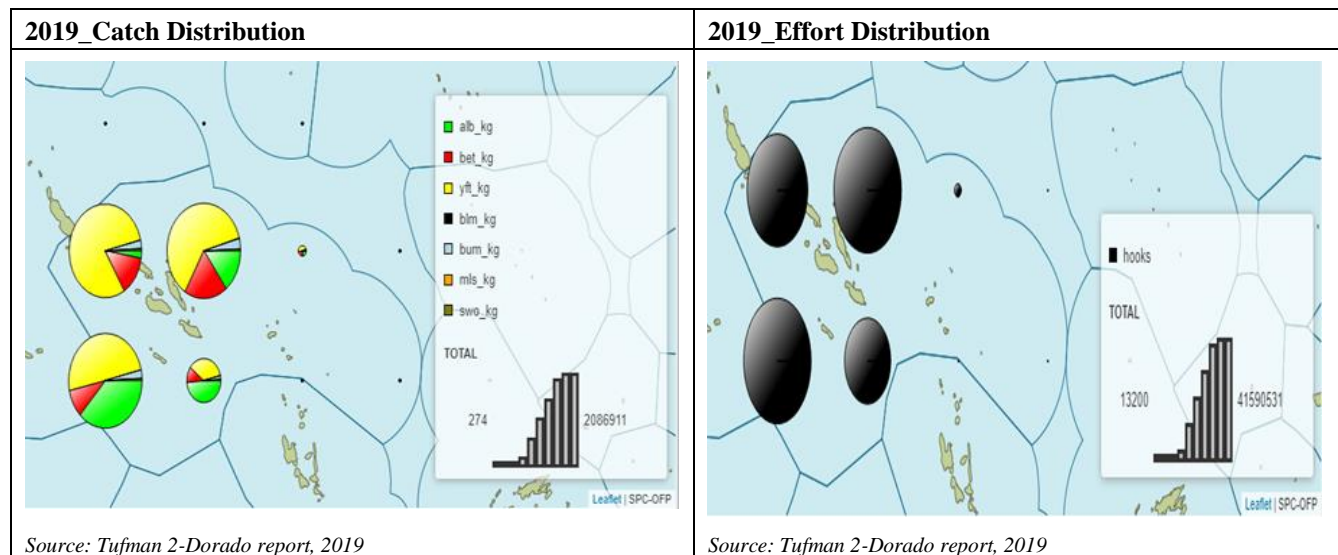 2019_Catch Distribution
alb_kg
bet_kg
yft_kg
blm_kg
bum_kg
mls_kg
swo_kg
TOTAL
274
2086911
Leaflet | SPC-OFP
Source: Tufman 2-Dorado report, 2019
2019_Effort Distribution
hooks
TOTAL
13200
41590531
Leaflet | SPC-OFP
Source: Tufman 2-Dorado report, 2019